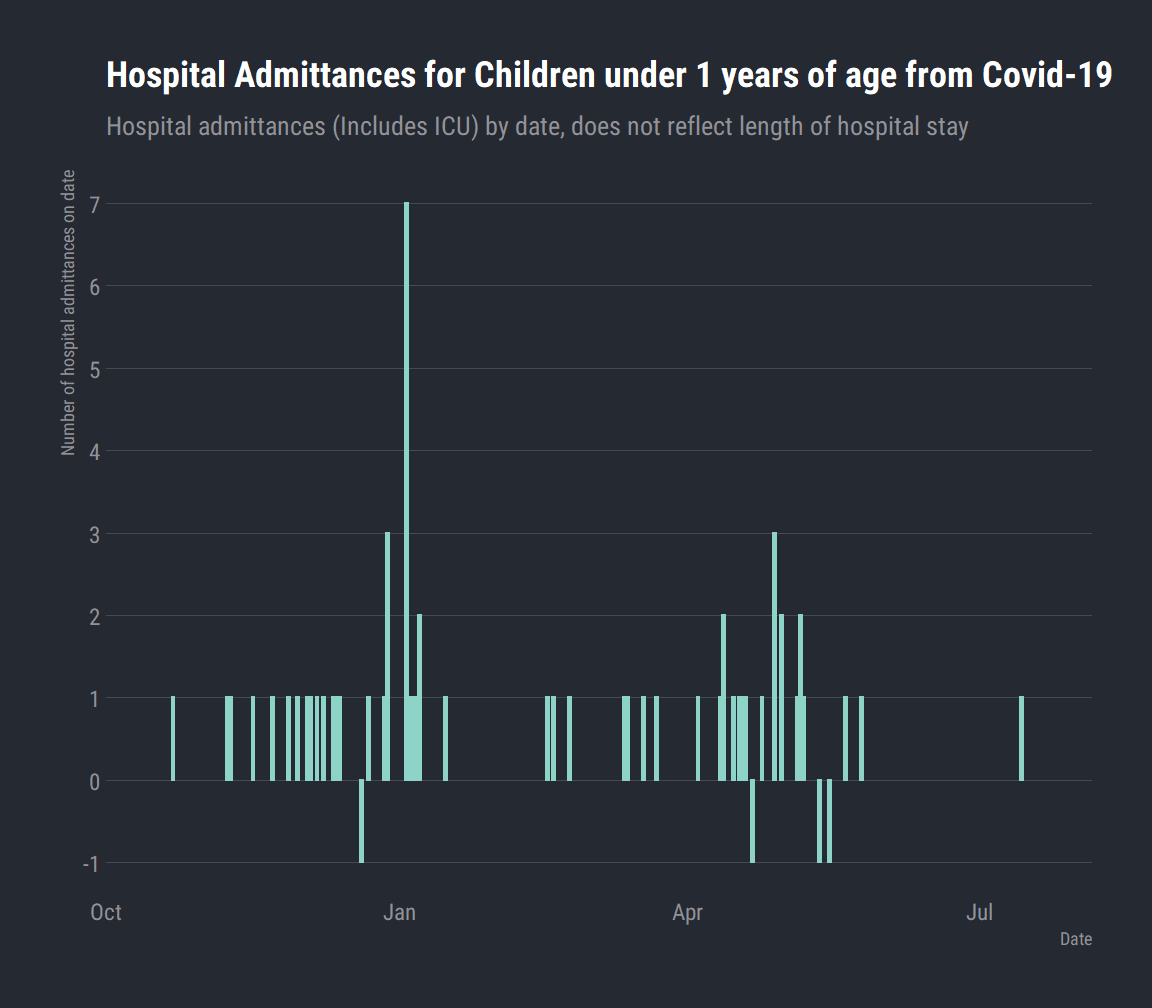 Hospital Admittances for Children under 1 years of age from Covid-19
Hospital admittances (Includes ICU) by date, does not reflect length of hospital stay
Number of hospital admittances on date
7
6
5
4
3
2
1
0
-1
Oct Jan Apr Jul
Date